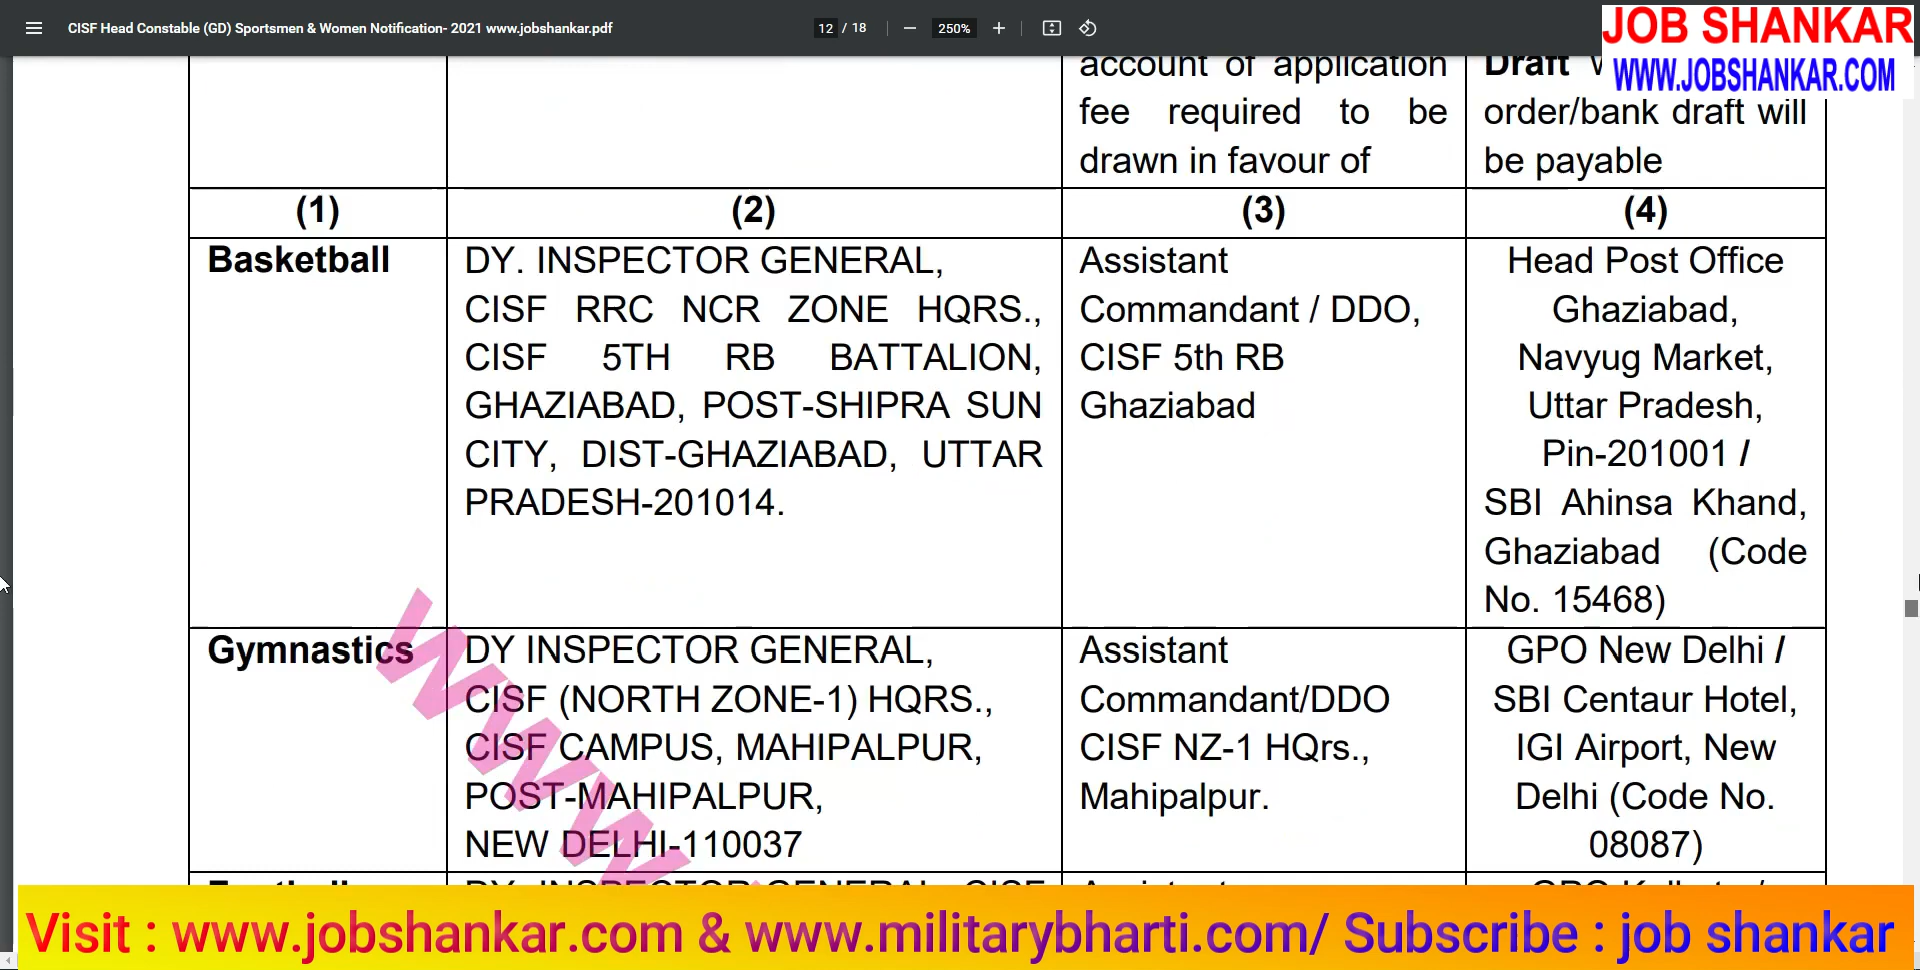 CISF Head Constable (GD) Sportsmen & Women Notification- 2021 www.jobshankar.pdf
12 / 18
250%
JOB SHANKAR
WWW.JOBSHANKAR.COM
account of application
fee required to be
drawn in favour of
Draft
order/bank draft will
be payable
(1) (2) (3) (4)
Basketball
DY. INSPECTOR GENERAL,
CISF RRC NCR ZONE HQRS.,
CISF 5TH RB BATTALION,
GHAZIABAD, POST-SHIPRA SUN
CITY, DIST-GHAZIABAD, UTTAR
PRADESH-201014.
Assistant
Commandant / DDO,
CISF 5th RB
Ghaziabad
Head Post Office
Ghaziabad,
Navyug Market,
Uttar Pradesh,
Pin-201001 /
SBI Ahinsa Khand,
Ghaziabad (Code
No. 15468)
Gymnastics
DY INSPECTOR GENERAL,
CISF (NORTH ZONE-1) HQRS.,
CISF CAMPUS, MAHIPALPUR,
POST-MAHIPALPUR,
NEW DELHI-110037
Assistant
Commandant/DDO
CISF NZ-1 HQrs.,
Mahipalpur.
GPO New Delhi /
SBI Centaur Hotel,
IGI Airport, New
Delhi (Code No.
08087)
www.
Visit : www.jobshankar.com & www.militarybharti.com/ Subscribe : job shankar